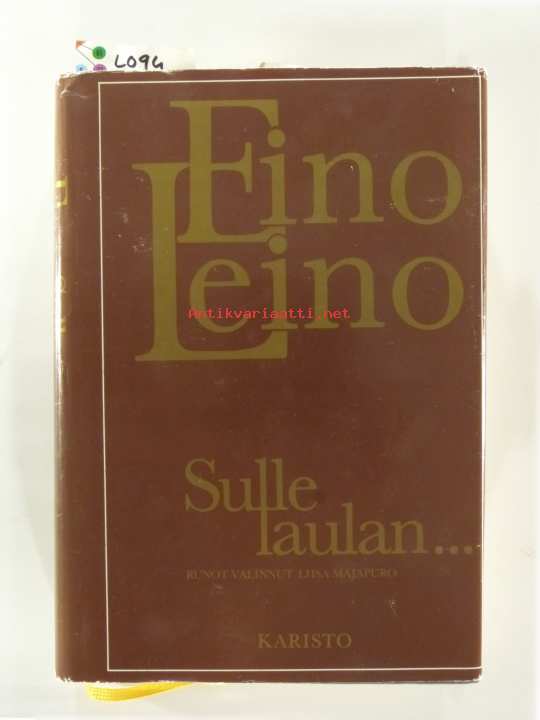 L094
Eino
Leino
Antikvariaatti.net
Sulle
laulan...
RUNOT VALINNUT LIISA MAJAPURO
KARISTO